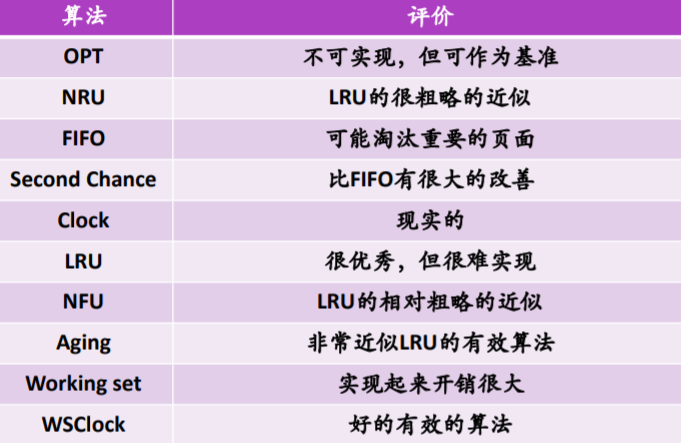 算法 评价
OPT 不可实现，但可作为基准
NRU LRU的很粗略的近似
FIFO 可能淘汰重要的页面
Second Chance 比FIFO有很大的改善
Clock 现实的
LRU 很优秀，但很难实现
NFU LRU的相对粗略的近似
Aging 非常近似LRU的有效算法
Working set 实现起来开销很大
WSClock 好的有效的算法